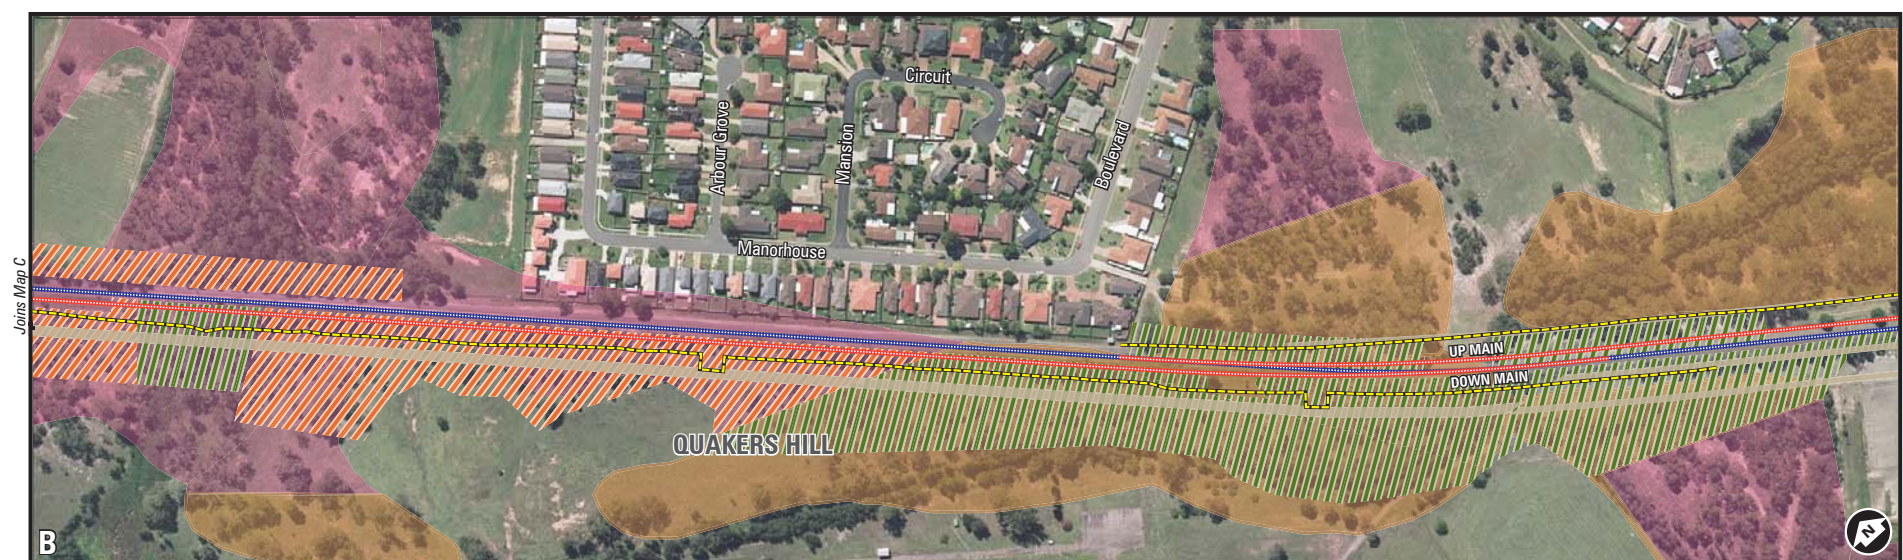 Circuit
Arbour Grove
Mansion
Boulevard
Manorhouse
Joins Map C
UP MAIN
DOWN MAIN
QUAKERS HILL
B
N